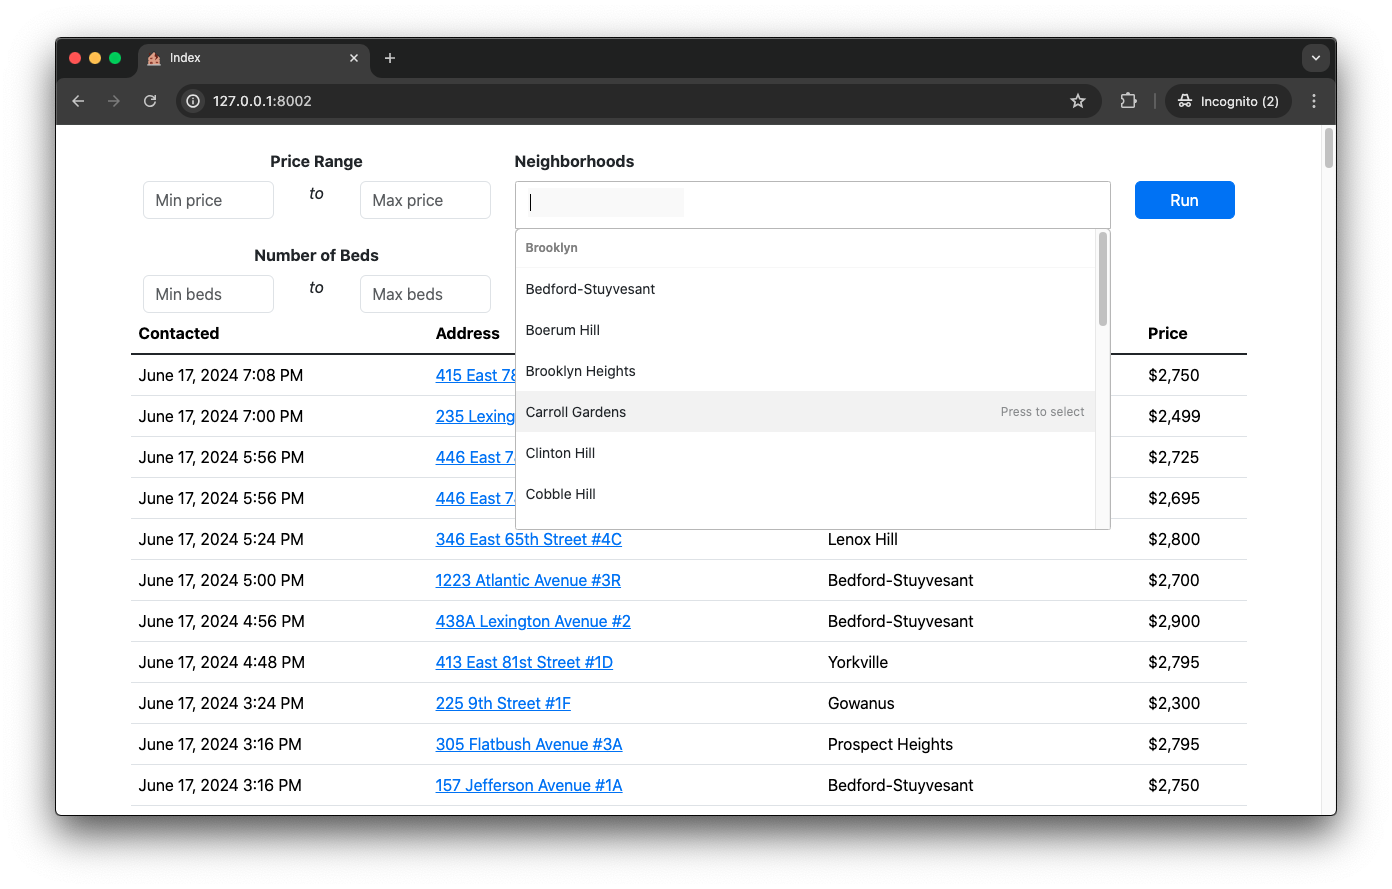 Index
127.0.0.1:8002
Incognito (2)
Price Range
Min price to Max price
Number of Beds
Min beds to Max beds
Neighborhoods
Run
Brooklyn
Bedford-Stuyvesant
Boerum Hill
Brooklyn Heights
Carroll Gardens Press to select
Clinton Hill
Cobble Hill
Contacted Address Price
June 17, 2024 7:08 PM 415 East 78 $2,750
June 17, 2024 7:00 PM 235 Lexing $2,499
June 17, 2024 5:56 PM 446 East 7 $2,725
June 17, 2024 5:56 PM 446 East 7 $2,695
June 17, 2024 5:24 PM 346 East 65th Street #4C Lenox Hill $2,800
June 17, 2024 5:00 PM 1223 Atlantic Avenue #3R Bedford-Stuyvesant $2,700
June 17, 2024 4:56 PM 438A Lexington Avenue #2 Bedford-Stuyvesant $2,900
June 17, 2024 4:48 PM 413 East 81st Street #1D Yorkville $2,795
June 17, 2024 3:24 PM 225 9th Street #1F Gowanus $2,300
June 17, 2024 3:16 PM 305 Flatbush Avenue #3A Prospect Heights $2,795
June 17, 2024 3:16 PM 157 Jefferson Avenue #1A Bedford-Stuyvesant $2,750